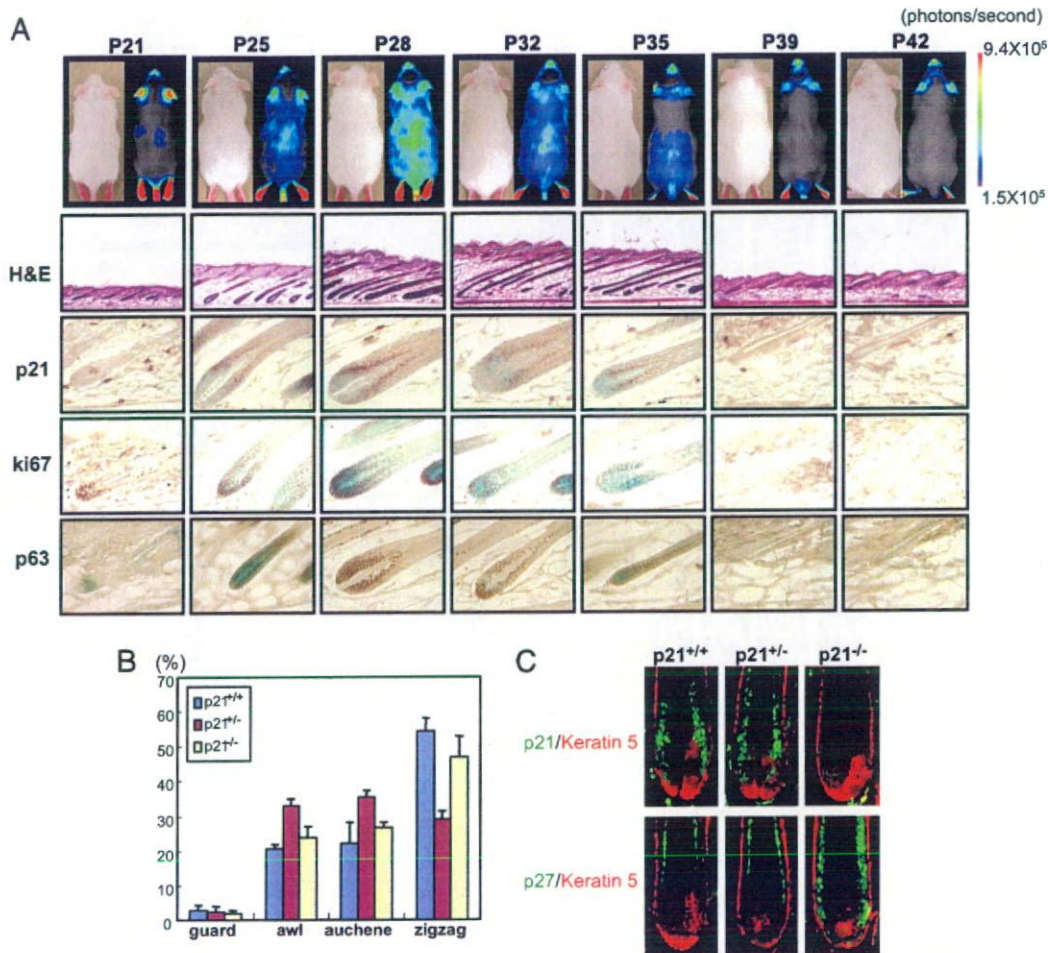 A
(photons/second)
P21 P25 P28 P32 P35 P39 P42
9.4X10⁵
1.5X10⁵
H&E
p21
ki67
p63
B (%)
70
60
50
40
30
20
10
0
p21+/+
p21+/-
p21-/-
guard awl auchene zigzag
C
p21+/+ p21+/- p21-/-
p21/Keratin 5
p27/Keratin 5